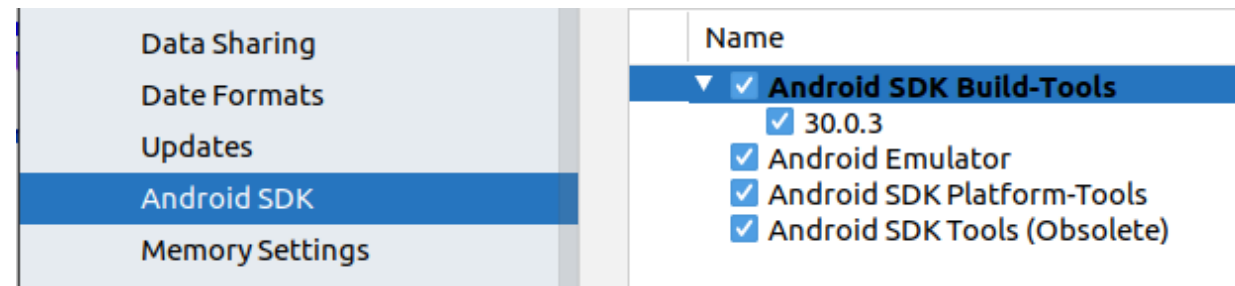 Data Sharing
Date Formats
Updates
Android SDK
Memory Settings
Name
Android SDK Build-Tools
30.0.3
Android Emulator
Android SDK Platform-Tools
Android SDK Tools (Obsolete)